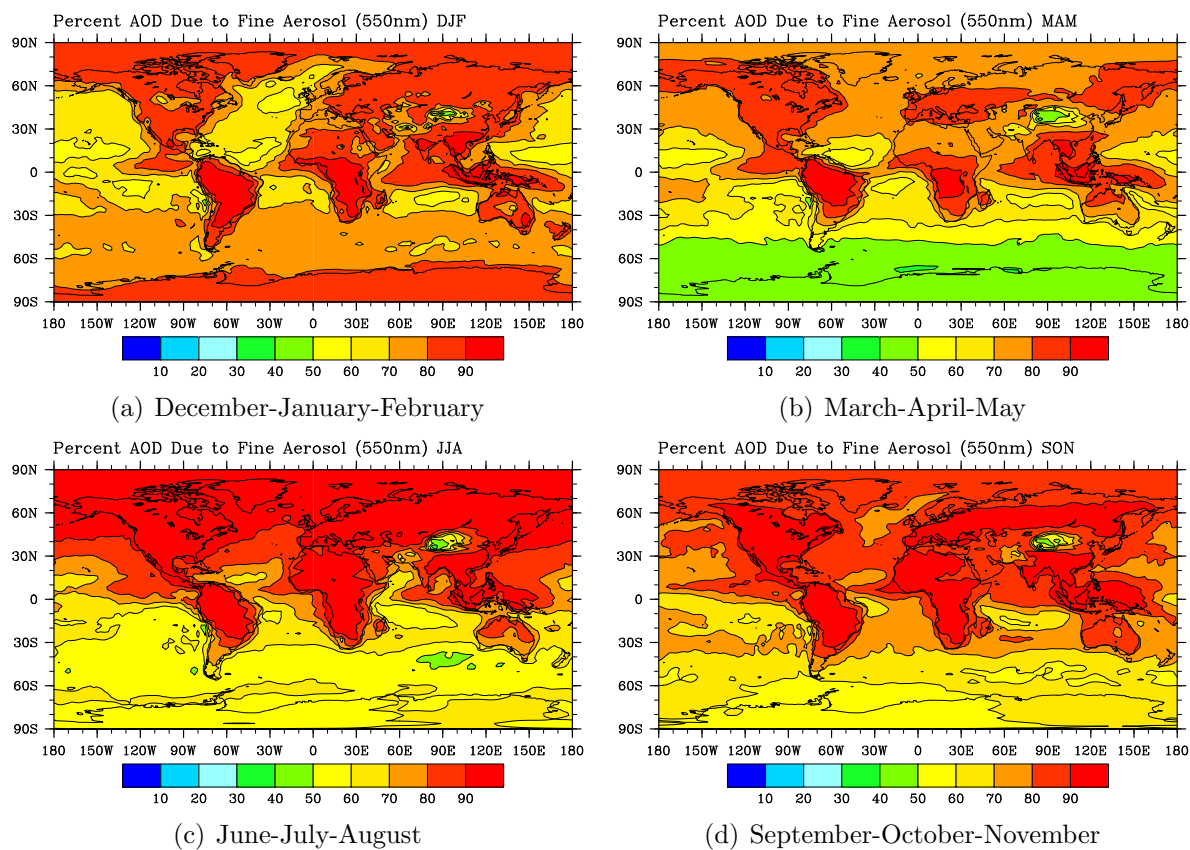 Percent AOD Due to Fine Aerosol (550nm) DJF
90N
60N
30N
0
30S
60S
90S
180 150W 120W 90W 60W 30W 0 30E 60E 90E 120E 150E 180
10 20 30 40 50 60 70 80 90
(a) December-January-February
Percent AOD Due to Fine Aerosol (550nm) MAM
90N
60N
30N
0
30S
60S
90S
180 150W 120W 90W 60W 30W 0 30E 60E 90E 120E 150E 180
10 20 30 40 50 60 70 80 90
(b) March-April-May
Percent AOD Due to Fine Aerosol (550nm) JJA
90N
60N
30N
0
30S
60S
90S
180 150W 120W 90W 60W 30W 0 30E 60E 90E 120E 150E 180
10 20 30 40 50 60 70 80 90
(c) June-July-August
Percent AOD Due to Fine Aerosol (550nm) SON
90N
60N
30N
0
30S
60S
90S
180 150W 120W 90W 60W 30W 0 30E 60E 90E 120E 150E 180
10 20 30 40 50 60 70 80 90
(d) September-October-November